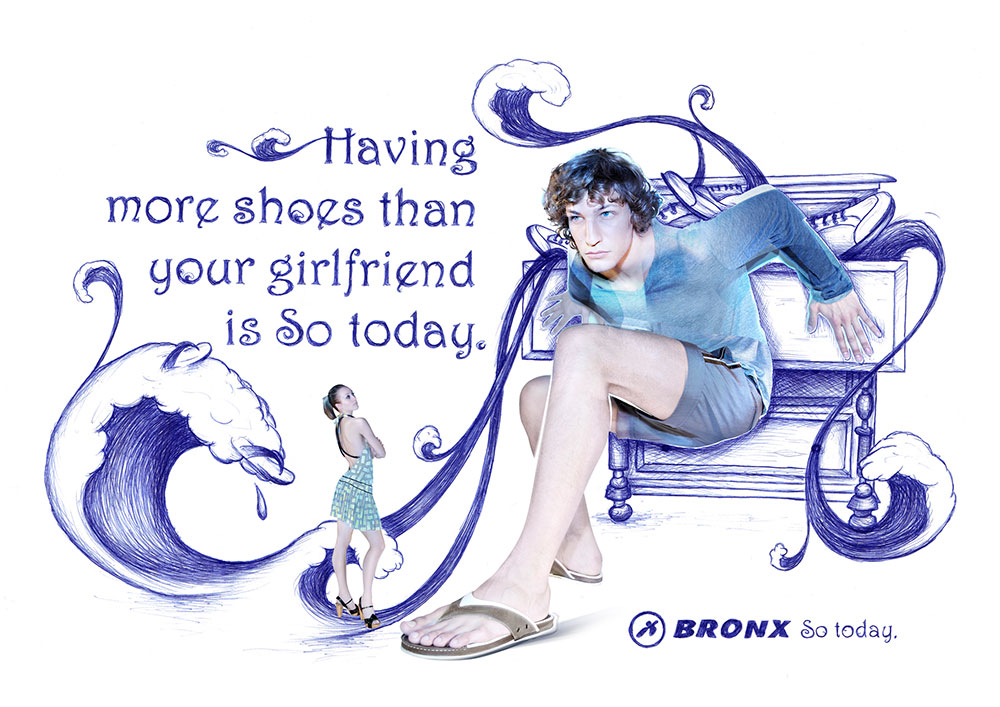 Having
more shoes than
your girlfriend
is So today.
BRONX So today.